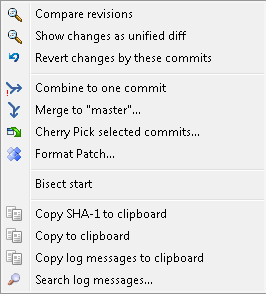 Compare revisions
Show changes as unified diff
Revert changes by these commits
Combine to one commit
Merge to "master"...
Cherry Pick selected commits...
Format Patch...
Bisect start
Copy SHA-1 to clipboard
Copy to clipboard
Copy log messages to clipboard
Search log messages...